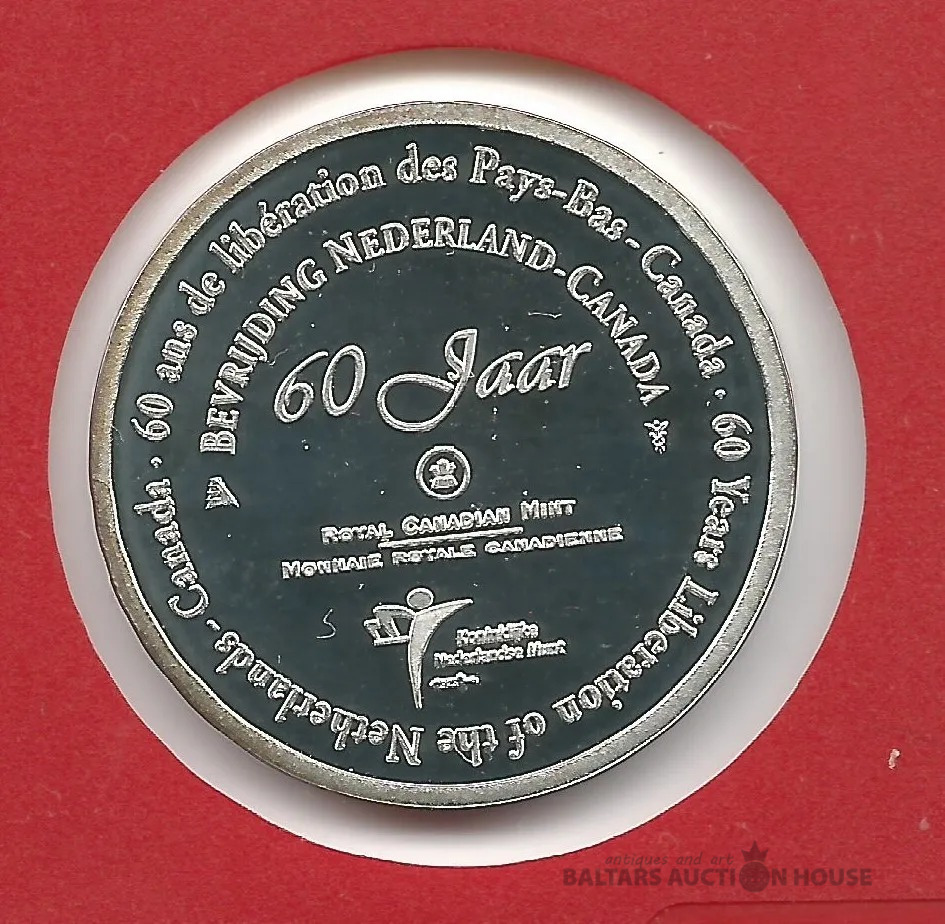 60 ans de libération des Pays-Bas - Canada · 60 Years Liberation of the Netherlands - Canada ·
BEVRIJDING NEDERLAND-CANADA
60 Jaar
ROYAL CANADIAN MINT
MONNAIE ROYALE CANADIENNE
Koninklijke
Nederlandse Munt
antiques and art
BALTARS AUCTION HOUSE